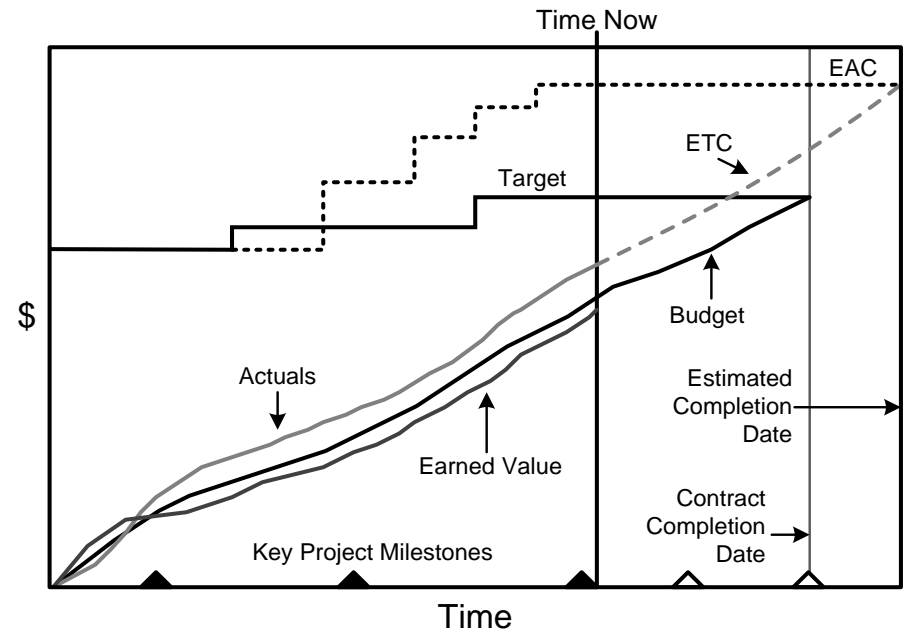 Time Now
EAC
ETC
Target
$
Budget
Actuals
Estimated
Completion
Date
Earned Value
Contract
Completion
Date
Key Project Milestones
Time